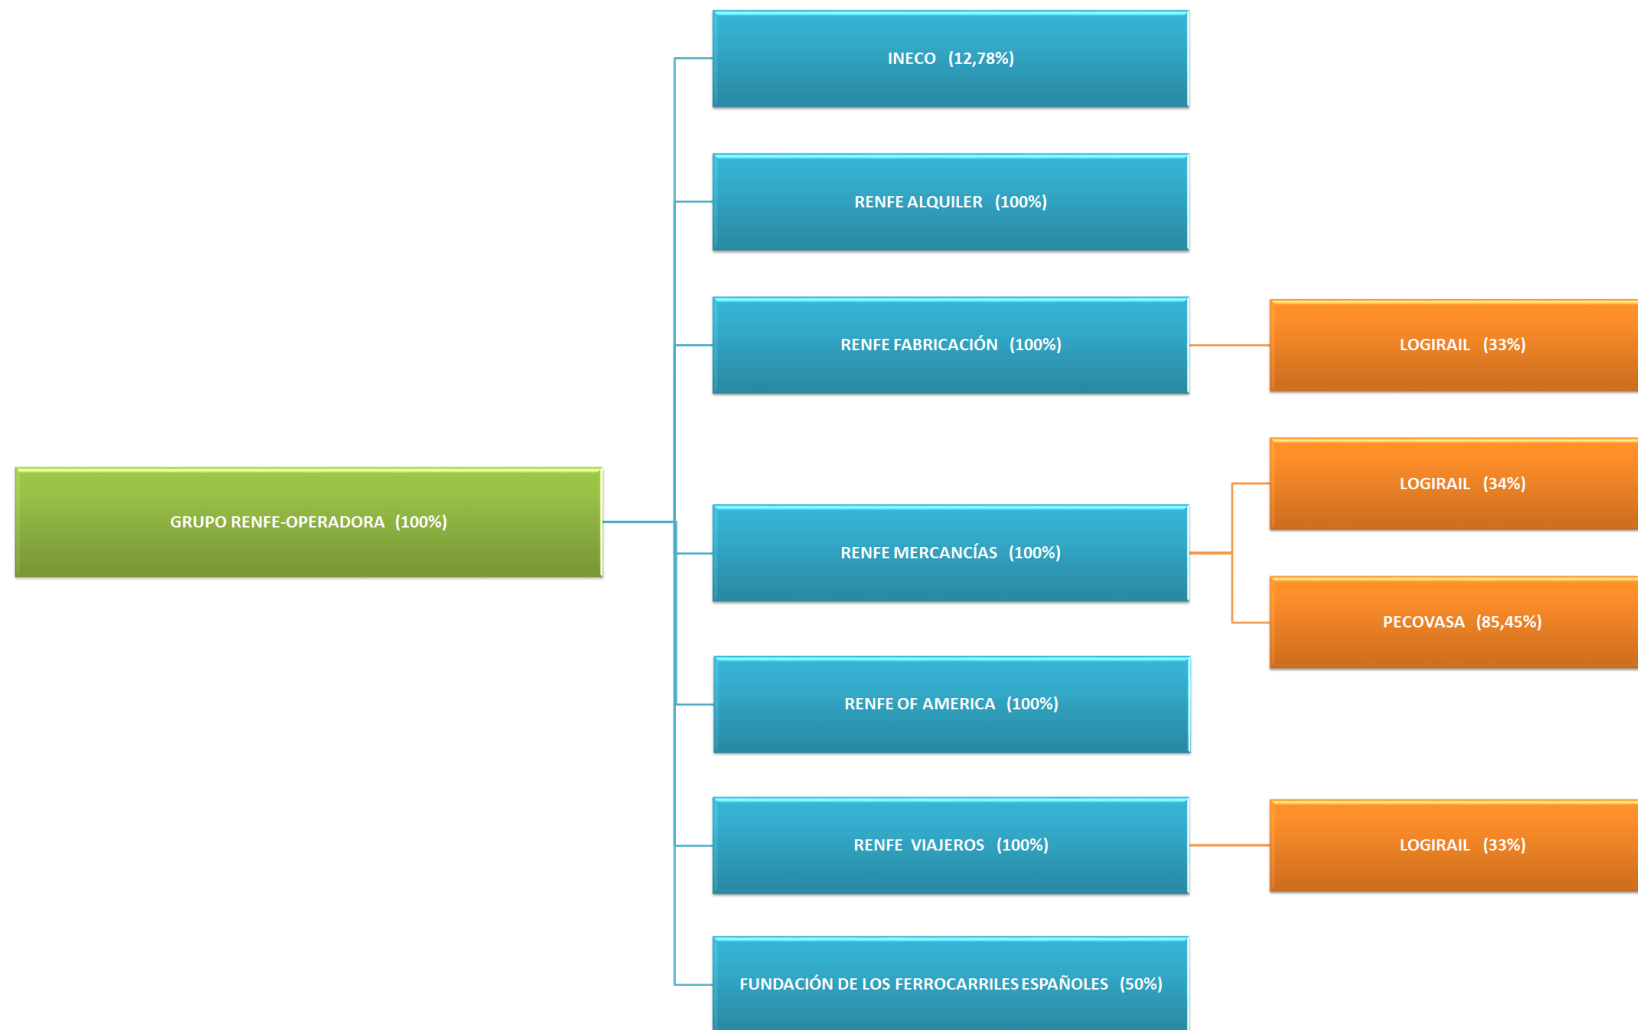 INECO (12,78%)
RENFE ALQUILER (100%)
RENFE FABRICACIÓN (100%)
LOGIRAIL (33%)
LOGIRAIL (34%)
GRUPO RENFE-OPERADORA (100%)
RENFE MERCANCÍAS (100%)
PECOVASA (85,45%)
RENFE OF AMERICA (100%)
RENFE VIAJEROS (100%)
LOGIRAIL (33%)
FUNDACIÓN DE LOS FERROCARRILES ESPAÑOLES (50%)